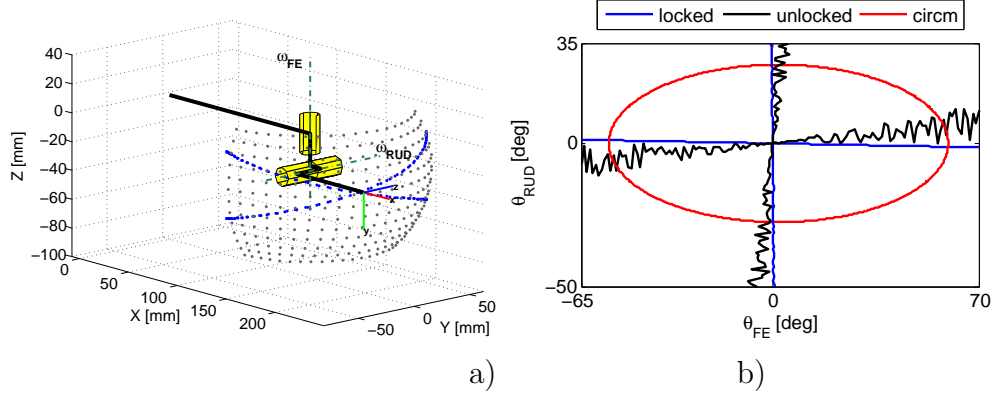 40
20
0
−20
−40
−60
−80
−100
Z [mm]
0
50
100
150
200
X [mm]
−50
0
50
Y [mm]
ωFE
ωRUD
z
x
y
a)
locked
unlocked
circm
35
0
−50
θRUD [deg]
−65
0
70
θFE [deg]
b)